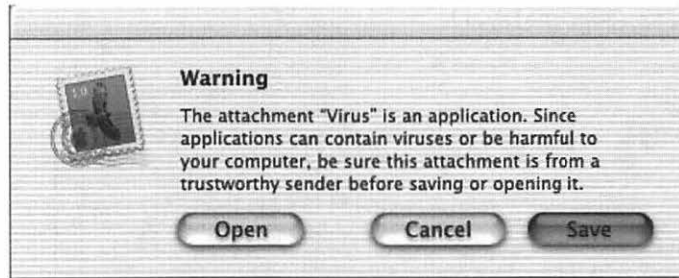 Warning
The attachment "Virus" is an application. Since
applications can contain viruses or be harmful to
your computer, be sure this attachment is from a
trustworthy sender before saving or opening it.
Open Cancel Save